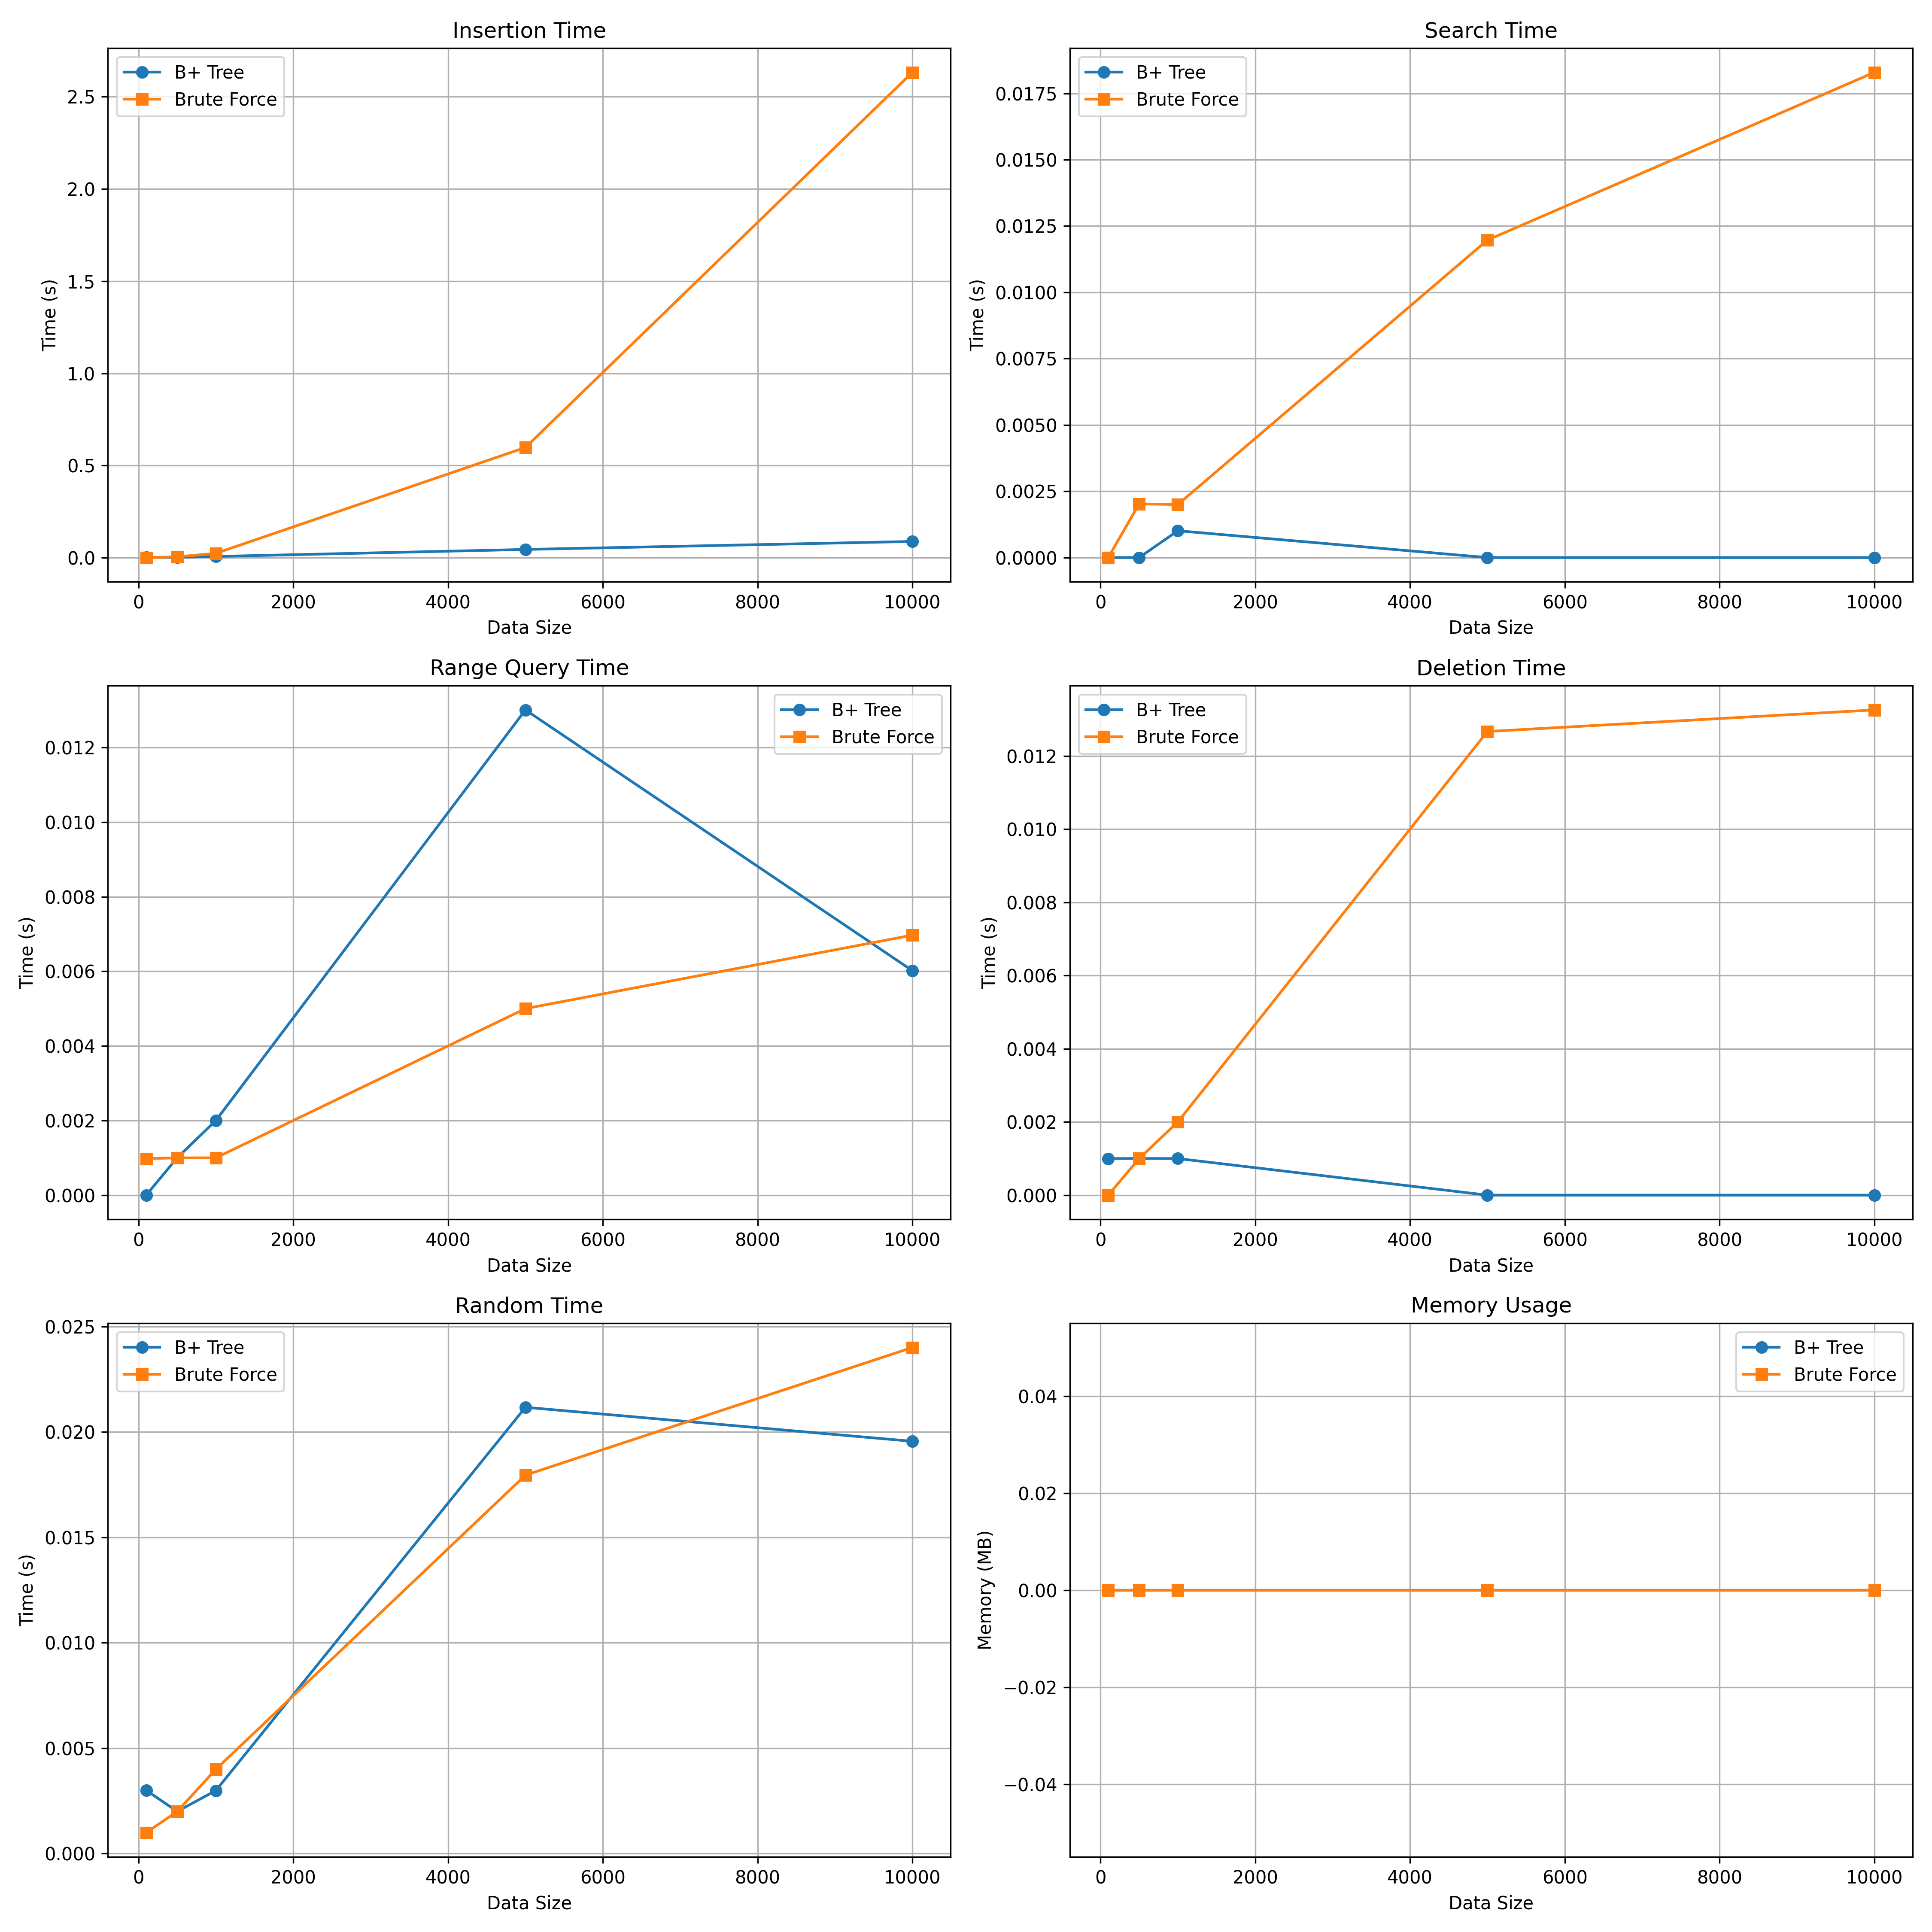 Insertion Time
B+ Tree
Brute Force
2.5
2.0
1.5
1.0
0.5
0.0
Time (s)
0 2000 4000 6000 8000 10000
Data Size
Search Time
B+ Tree
Brute Force
0.0175
0.0150
0.0125
0.0100
0.0075
0.0050
0.0025
0.0000
Time (s)
0 2000 4000 6000 8000 10000
Data Size
Range Query Time
B+ Tree
Brute Force
0.012
0.010
0.008
0.006
0.004
0.002
0.000
Time (s)
0 2000 4000 6000 8000 10000
Data Size
Deletion Time
B+ Tree
Brute Force
0.012
0.010
0.008
0.006
0.004
0.002
0.000
Time (s)
0 2000 4000 6000 8000 10000
Data Size
Random Time
B+ Tree
Brute Force
0.025
0.020
0.015
0.010
0.005
0.000
Time (s)
0 2000 4000 6000 8000 10000
Data Size
Memory Usage
B+ Tree
Brute Force
0.04
0.02
0.00
−0.02
−0.04
Memory (MB)
0 2000 4000 6000 8000 10000
Data Size